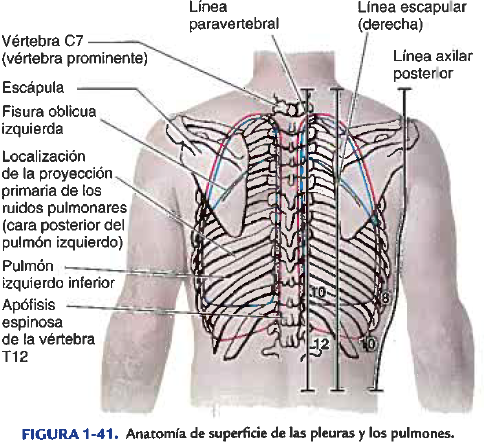 Línea
paravertebral
Línea escapular
(derecha)
Vértebra C7
(vértebra prominente)
Línea axilar
posterior
Escápula
Fisura oblicua
izquierda
Localización
de la proyección
primaria de los
ruidos pulmonares
(cara posterior del
pulmón izquierdo)
Pulmón
izquierdo inferior
Apófisis
espinosa
de la vértebra
T12
10
8
12
10
FIGURA 1-41. Anatomía de superficie de las pleuras y los pulmones.